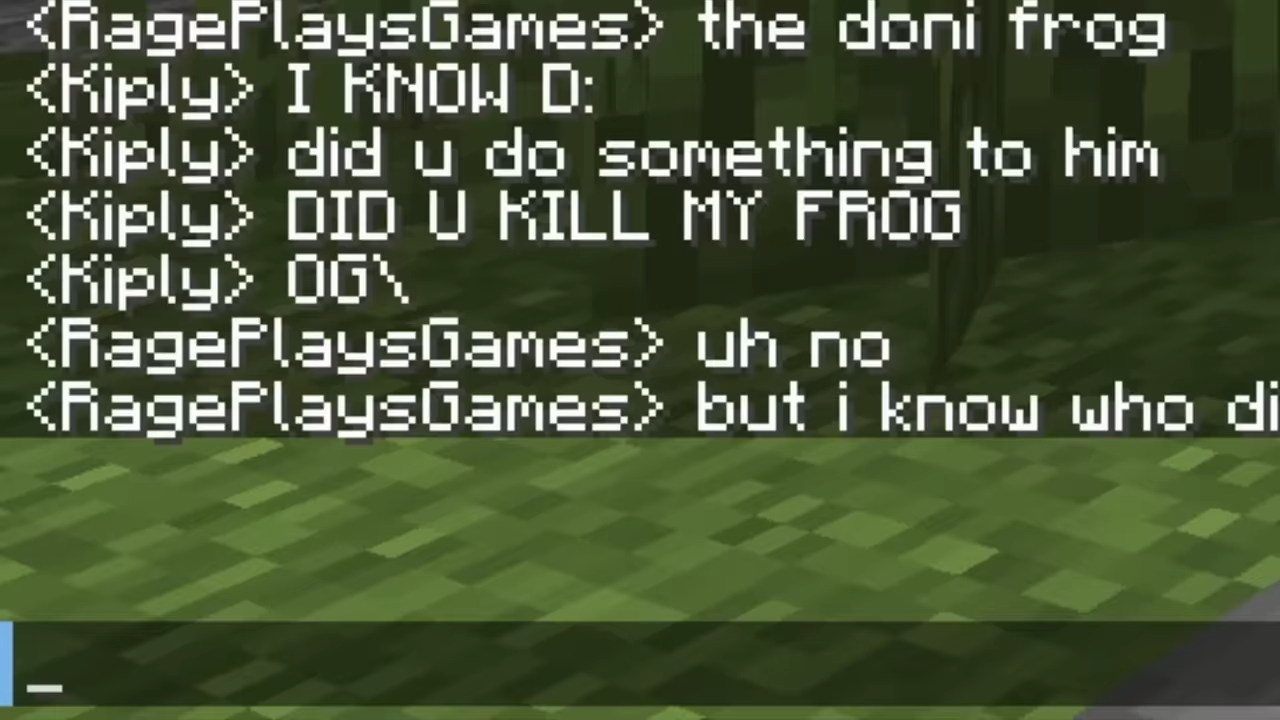 <RagePlaysGames> the doni frog
<Kiply> I KNOW D:
<Kiply> did u do something to him
<Kiply> DID U KILL MY FROG
<Kiply> OG\
<RagePlaysGames> uh no
<RagePlaysGames> but i know who di
_